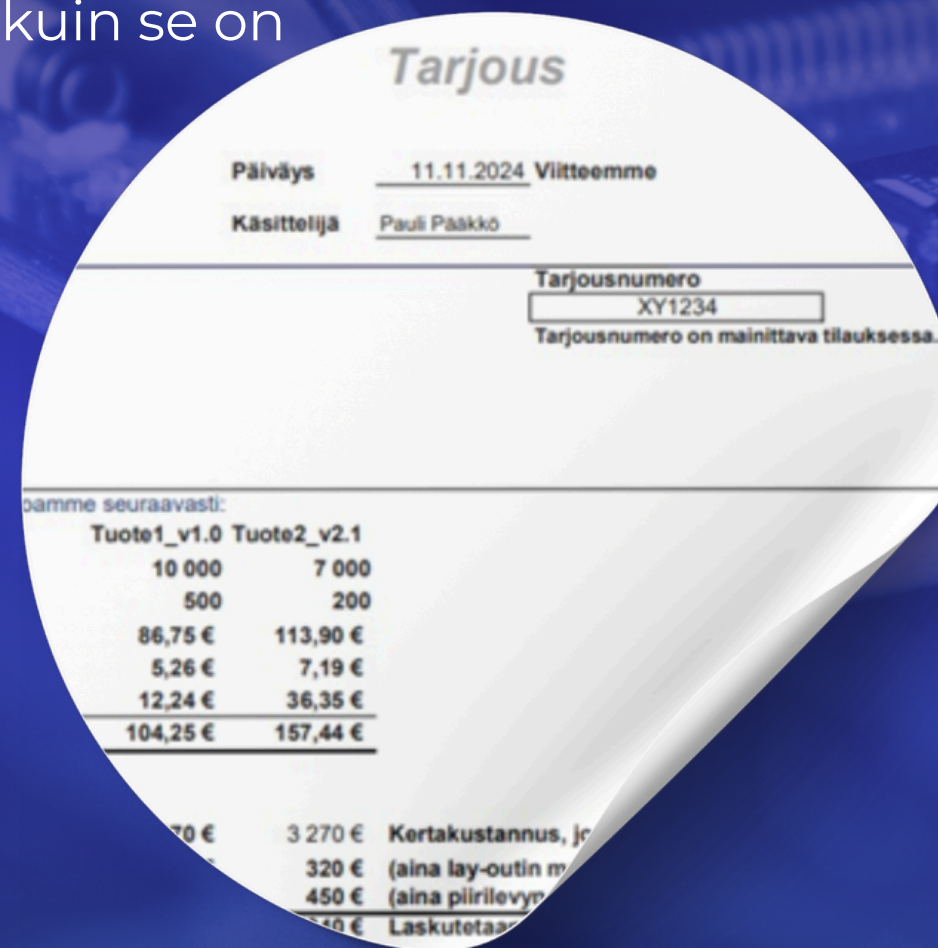 kuin se on
Tarjous
Päiväys 11.11.2024 Viitteemme
Käsittelijä Pauli Pääkkö
Tarjousnumero
XY1234
Tarjousnumero on mainittava tilauksessa.
seuraavasti:
Tuote1_v1.0 Tuote2_v2.1
10 000 7 000
500 200
86,75 € 113,90 €
5,26 € 7,19 €
12,24 € 36,35 €
104,25 € 157,44 €
70 € 3 270 € Kertakustannus,
320 € (aina lay-outin
450 € (aina